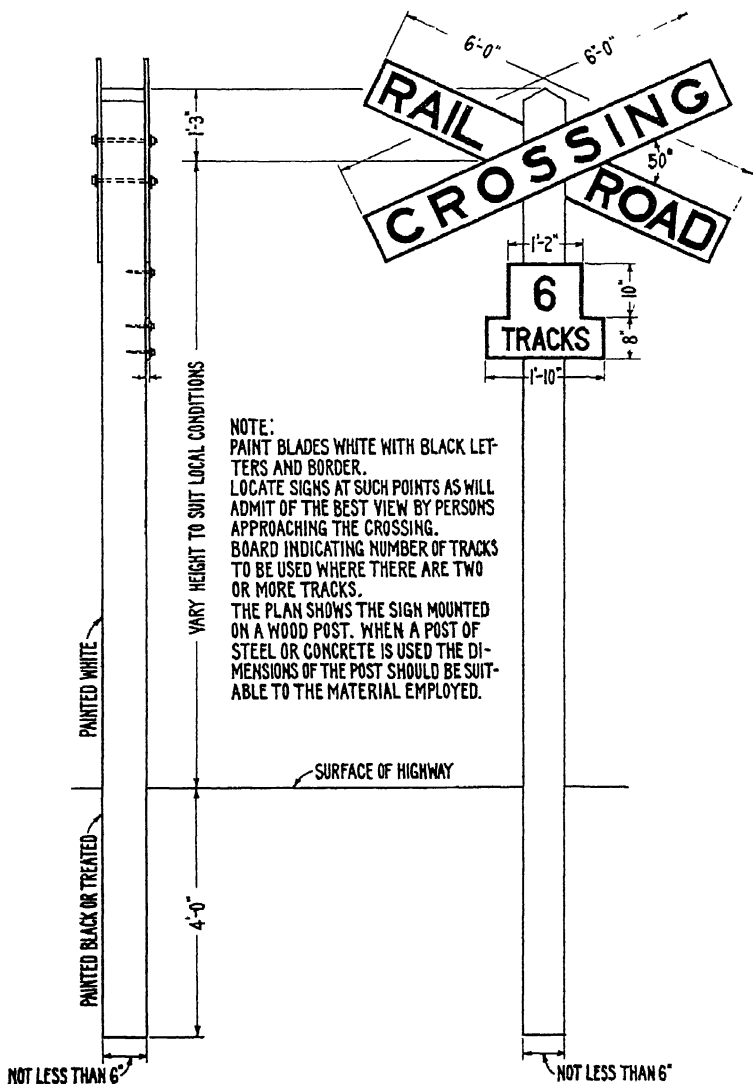 6'-0"
6'-0"
RAIL
CROSSING
ROAD
1'-3"
50°
1'-2"
6
TRACKS
10"
8"
1'-10"
VARY HEIGHT TO SUIT LOCAL CONDITIONS
NOTE:
PAINT BLADES WHITE WITH BLACK LET-
TERS AND BORDER.
LOCATE SIGNS AT SUCH POINTS AS WILL
ADMIT OF THE BEST VIEW BY PERSONS
APPROACHING THE CROSSING.
BOARD INDICATING NUMBER OF TRACKS
TO BE USED WHERE THERE ARE TWO
OR MORE TRACKS.
THE PLAN SHOWS THE SIGN MOUNTED
ON A WOOD POST. WHEN A POST OF
STEEL OR CONCRETE IS USED THE DI-
MENSIONS OF THE POST SHOULD BE SUIT-
ABLE TO THE MATERIAL EMPLOYED.
PAINTED WHITE
SURFACE OF HIGHWAY
PAINTED BLACK OR TREATED
4'-0"
NOT LESS THAN 6"
NOT LESS THAN 6"